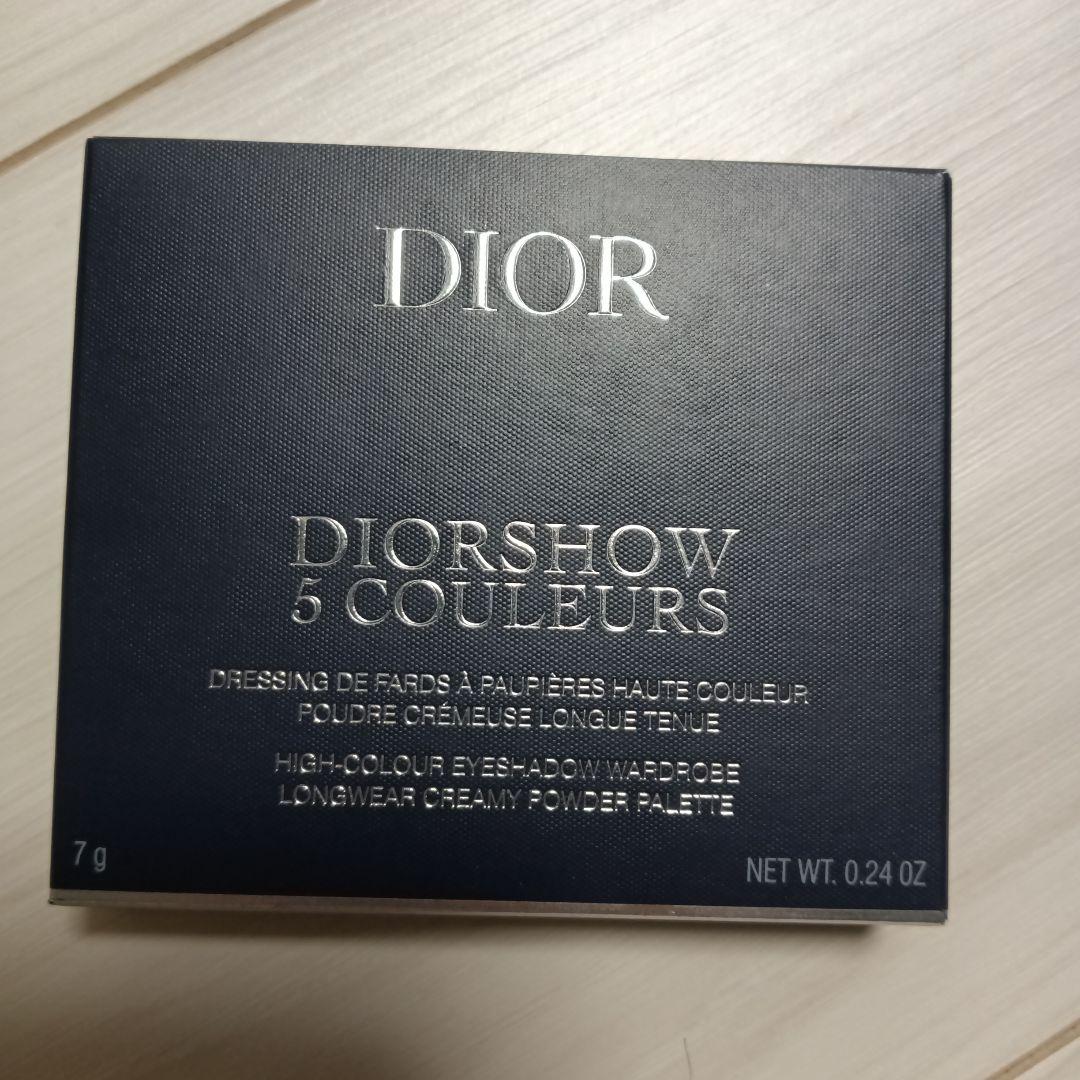 DIOR
DIORSHOW
5 COULEURS
DRESSING DE FARDS À PAUPIÈRES HAUTE COULEUR
POUDRE CRÉMEUSE LONGUE TENUE
HIGH-COLOUR EYESHADOW WARDROBE
LONGWEAR CREAMY POWDER PALETTE
7 g
NET WT. 0.24 OZ